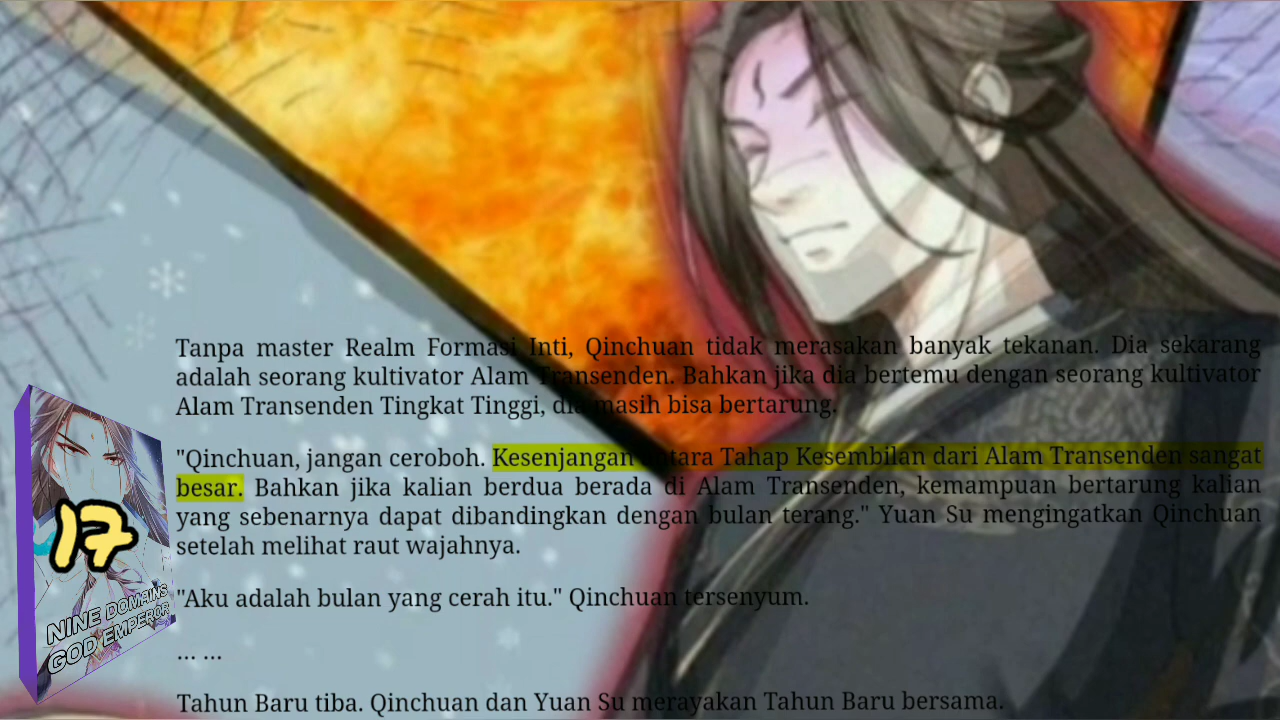 Tanpa master Realm Formasi Inti, Qinchuan tidak merasakan banyak tekanan. Dia sekarang
adalah seorang kultivator Alam Transenden. Bahkan jika dia bertemu dengan seorang kultivator
Alam Transenden Tingkat Tinggi, dia masih bisa bertarung.
"Qinchuan, jangan ceroboh. Kesenjangan antara Tahap Kesembilan dari Alam Transenden sangat
besar. Bahkan jika kalian berdua berada di Alam Transenden, kemampuan bertarung kalian
yang sebenarnya dapat dibandingkan dengan bulan terang." Yuan Su mengingatkan Qinchuan
setelah melihat raut wajahnya.
"Aku adalah bulan yang cerah itu." Qinchuan tersenyum.
... ...
Tahun Baru tiba. Qinchuan dan Yuan Su merayakan Tahun Baru bersama.
17
NINE DOMAINS
GOD EMPEROR